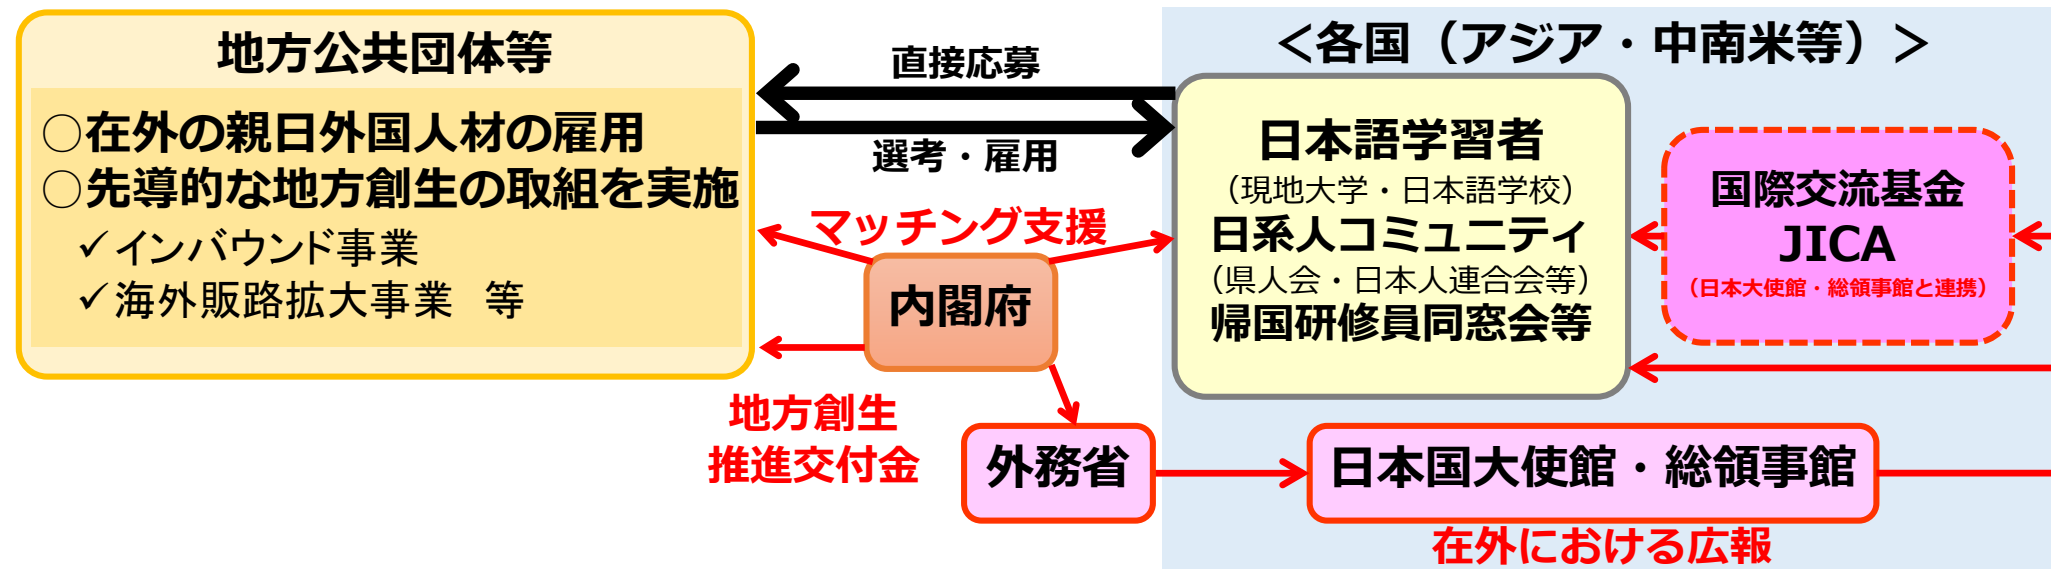 地方公共団体等
○在外の親日外国人材の雇用
○先導的な地方創生の取組を実施
✓インバウンド事業
✓海外販路拡大事業　等
直接応募
選考・雇用
マッチング支援
内閣府
地方創生
推進交付金
外務省
＜各国（アジア・中南米等）＞
日本語学習者
（現地大学・日本語学校）
日系人コミュニティ
（県人会・日本人連合会等）
帰国研修員同窓会等
国際交流基金
JICA
（日本大使館・総領事館と連携）
日本国大使館・総領事館
在外における広報